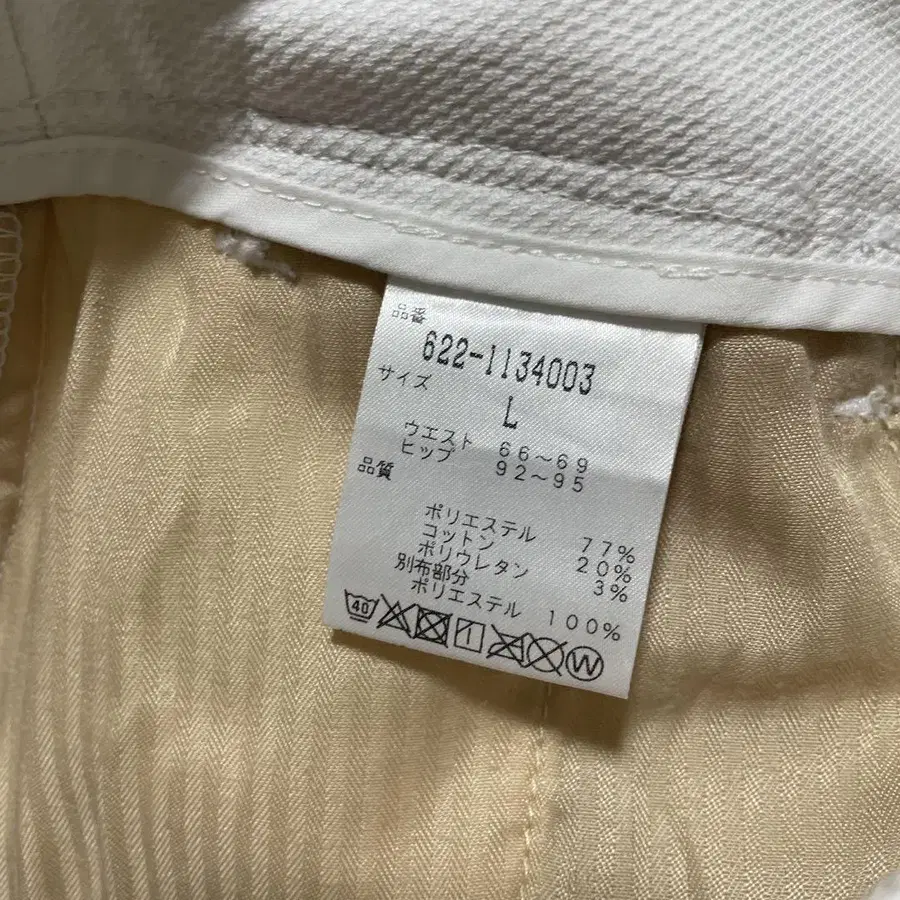 品番
622-1134003
サイズ
L
ウエスト 66~69
ヒップ 92~95
品質
ポリエステル 77%
コットン 20%
ポリウレタン 3%
別布部分
ポリエステル 100%
40 W